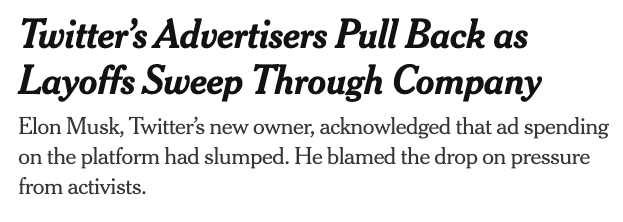 Twitter’s Advertisers Pull Back as
Layoffs Sweep Through Company
Elon Musk, Twitter’s new owner, acknowledged that ad spending
on the platform had slumped. He blamed the drop on pressure
from activists.